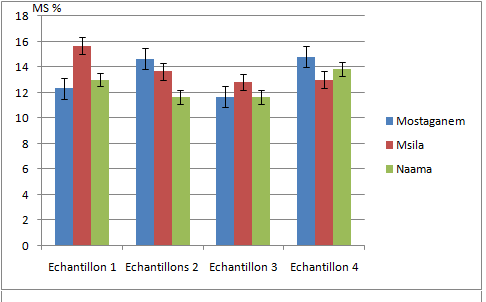 MS %
18
16
14
12
10
8
6
4
2
0
Echantillon 1
Echantillons 2
Echantillon 3
Echantillon 4
Mostaganem
Msila
Naama